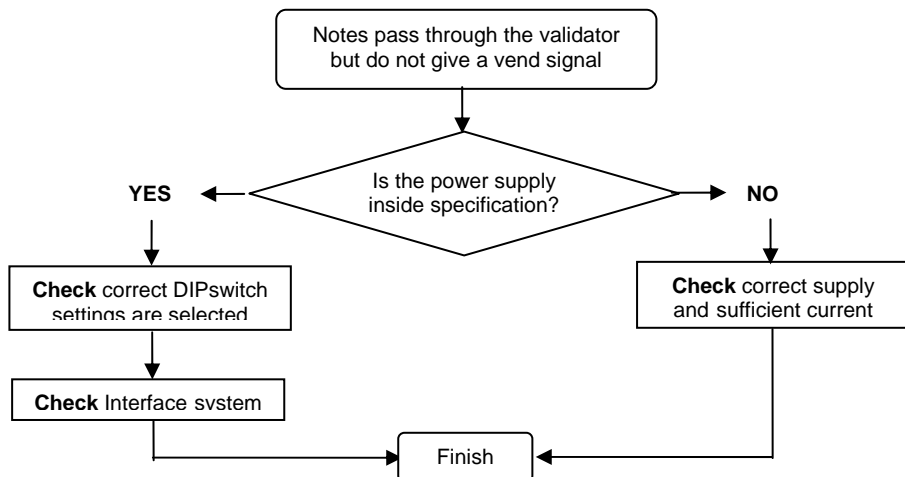 Notes pass through the validator
but do not give a vend signal
Is the power supply
inside specification?
YES
NO
Check correct DIPswitch
settings are selected
Check correct supply
and sufficient current
Check Interface system
Finish